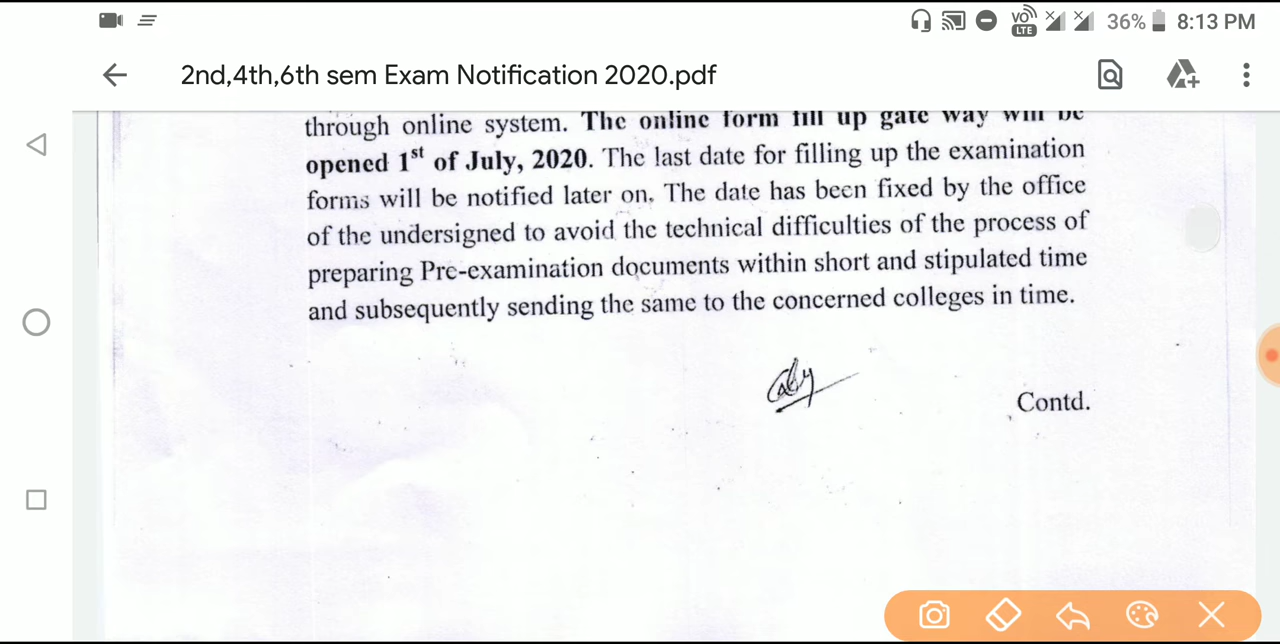 VO LTE 36% 8:13 PM
2nd,4th,6th sem Exam Notification 2020.pdf
through online system. The online form fill up gate way will be
opened 1st of July, 2020. The last date for filling up the examination
forms will be notified later on. The date has been fixed by the office
of the undersigned to avoid the technical difficulties of the process of
preparing Pre-examination documents within short and stipulated time
and subsequently sending the same to the concerned colleges in time.
Contd.